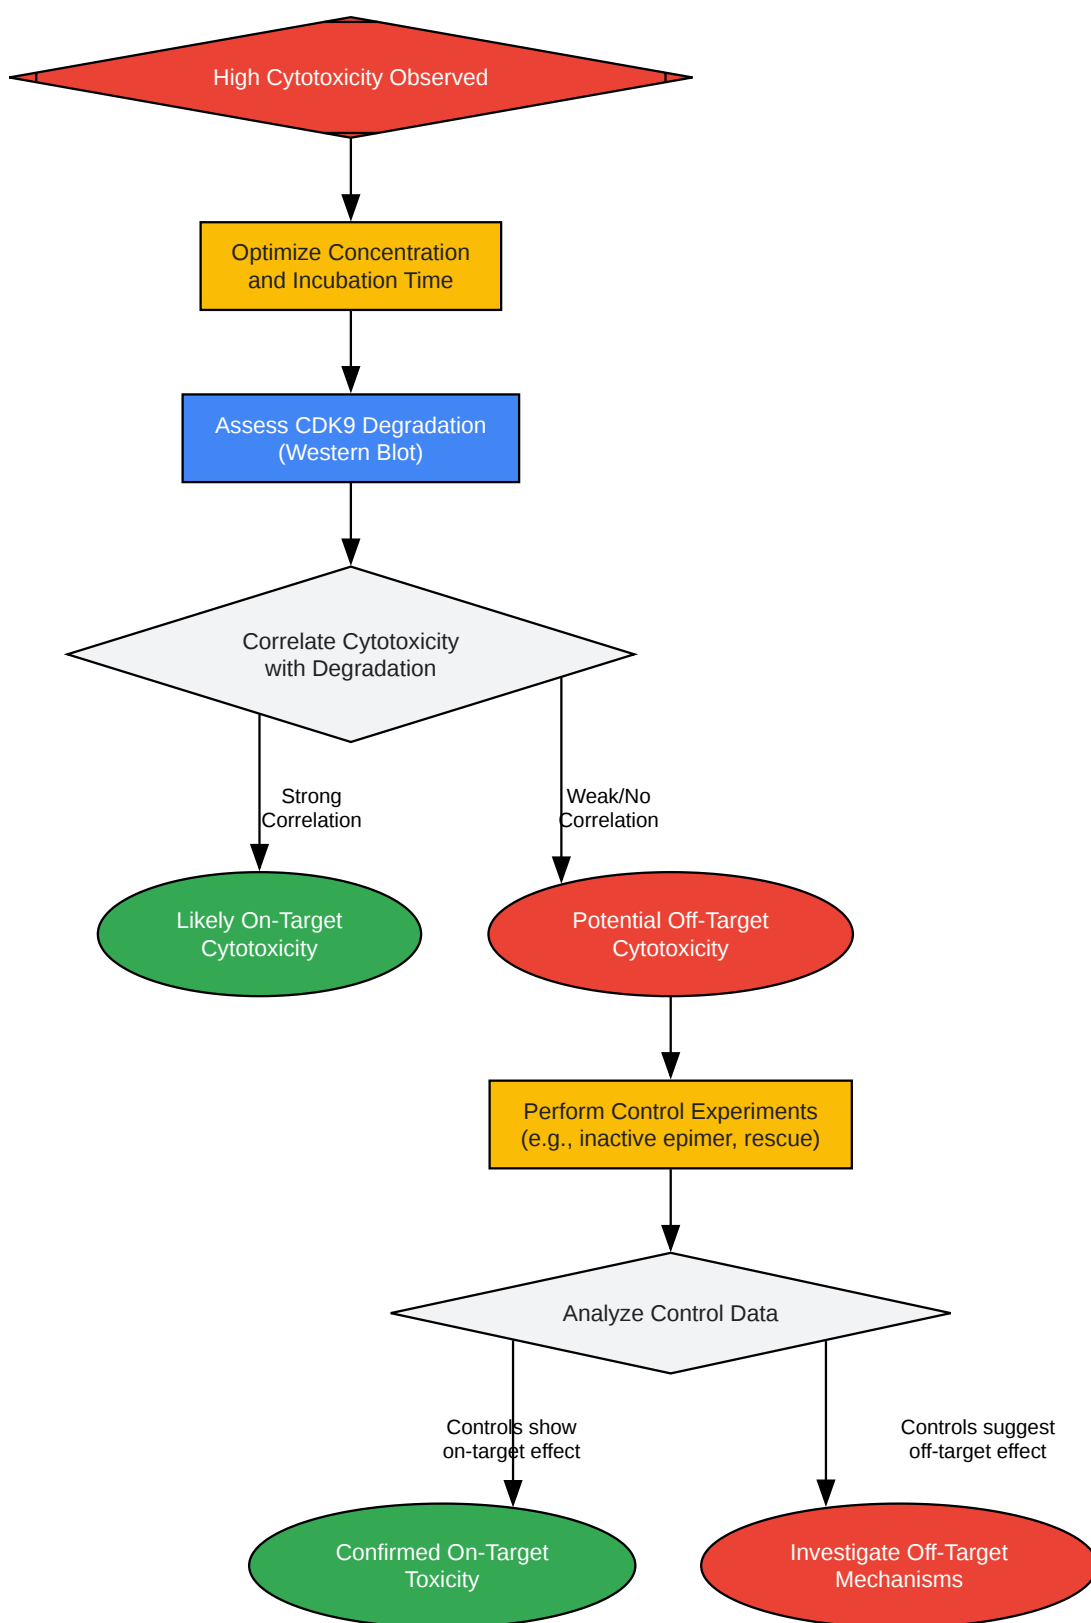 High Cytotoxicity Observed
Optimize Concentration
and Incubation Time
Assess CDK9 Degradation
(Western Blot)
Correlate Cytotoxicity
with Degradation
Strong
Correlation
Weak/No
Correlation
Likely On-Target
Cytotoxicity
Potential Off-Target
Cytotoxicity
Perform Control Experiments
(e.g., inactive epimer, rescue)
Analyze Control Data
Controls show
on-target effect
Controls suggest
off-target effect
Confirmed On-Target
Toxicity
Investigate Off-Target
Mechanisms